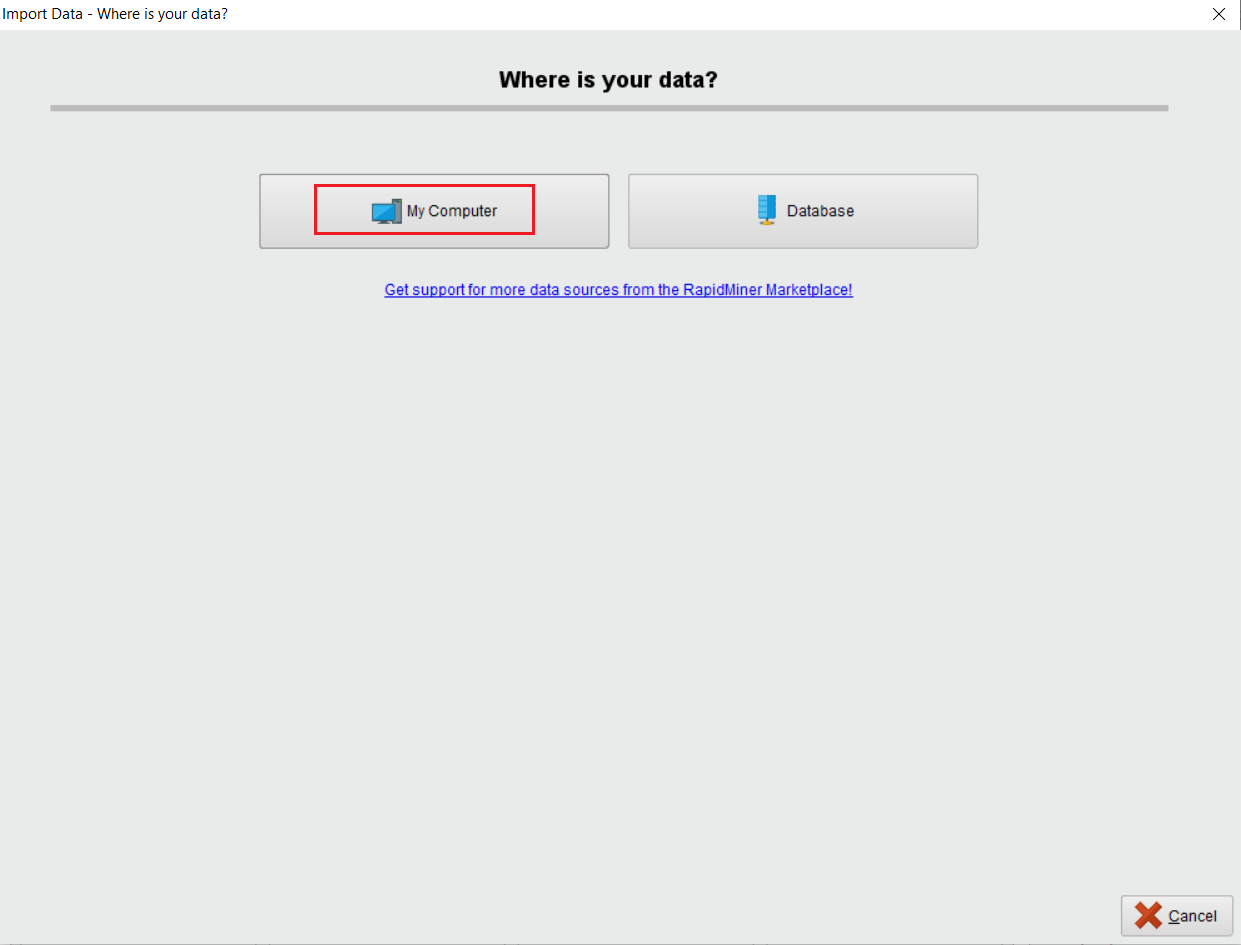 Import Data - Where is your data?
Where is your data?
My Computer
Database
Get support for more data sources from the RapidMiner Marketplace!
Cancel